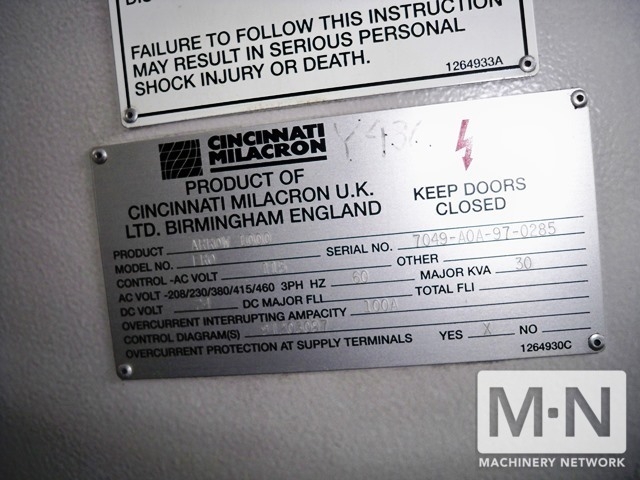 FAILURE TO FOLLOW THIS INSTRUCTION
MAY RESULT IN SERIOUS PERSONAL
SHOCK INJURY OR DEATH.
1264933A
CINCINNATI
MILACRON
PRODUCT OF
CINCINNATI MILACRON U.K.
LTD. BIRMINGHAM ENGLAND
KEEP DOORS
CLOSED
PRODUCT ARROW
SERIAL NO. 7049-A0A-97-0285
MODEL NO.
OTHER
CONTROL -AC VOLT 115
MAJOR KVA 30
AC VOLT -208/230/380/415/460 3PH HZ 60
TOTAL FLI
DC VOLT
DC MAJOR FLI
OVERCURRENT INTERRUPTING AMPACITY 100A
CONTROL DIAGRAM(S)
OVERCURRENT PROTECTION AT SUPPLY TERMINALS YES X NO
1264930C
M·N
MACHINERY NETWORK